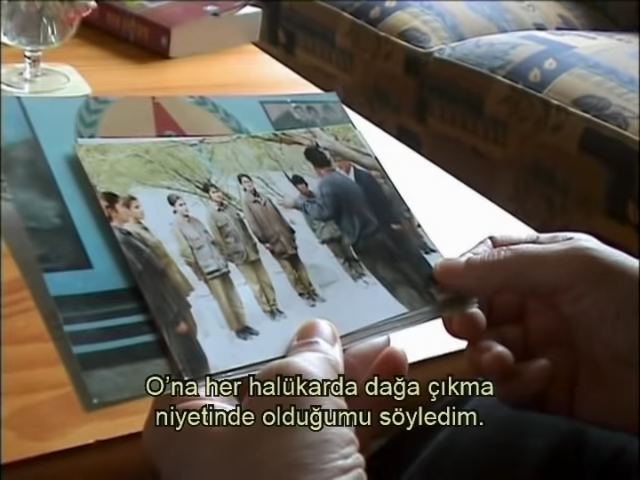 O'na her halükarda dağa çıkma
niyetinde olduğumu söyledim.